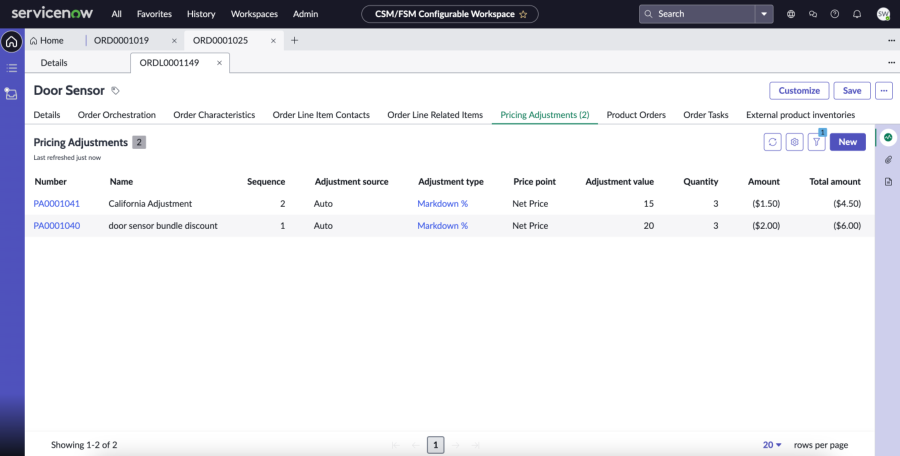 servicenow All Favorites History Workspaces Admin CSM/FSM Configurable Workspace Search SW
Home ORD0001019 × ORD0001025 × +
Details ORDL0001149 ×
Door Sensor Customize Save
Details Order Orchestration Order Characteristics Order Line Item Contacts Order Line Related Items Pricing Adjustments (2) Product Orders Order Tasks External product inventories
Pricing Adjustments 2 1 New
Last refreshed just now
Number Name Sequence Adjustment source Adjustment type Price point Adjustment value Quantity Amount Total amount
PA0001041 California Adjustment 2 Auto Markdown % Net Price 15 3 ($1.50) ($4.50)
PA0001040 door sensor bundle discount 1 Auto Markdown % Net Price 20 3 ($2.00) ($6.00)
Showing 1-2 of 2 1 20 rows per page